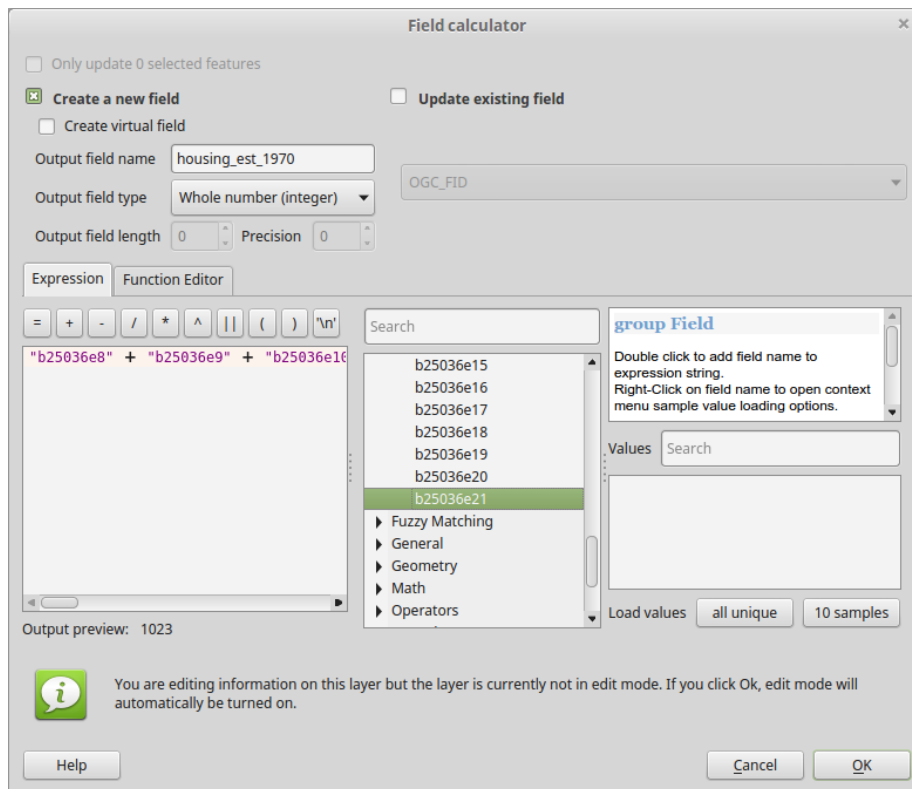 Field calculator
Only update 0 selected features
Create a new field
Update existing field
Create virtual field
Output field name housing_est_1970
OGC_FID
Output field type Whole number (integer)
Output field length 0 Precision 0
Expression Function Editor
= + - / * ^ || ( ) '\n'
Search
"b25036e8" + "b25036e9" + "b25036e10
b25036e15
b25036e16
b25036e17
b25036e18
b25036e19
b25036e20
b25036e21
Fuzzy Matching
General
Geometry
Math
Operators
group Field
Double click to add field name to
expression string.
Right-Click on field name to open context
menu sample value loading options.
Values Search
Load values all unique 10 samples
Output preview: 1023
You are editing information on this layer but the layer is currently not in edit mode. If you click Ok, edit mode will
automatically be turned on.
Help Cancel OK